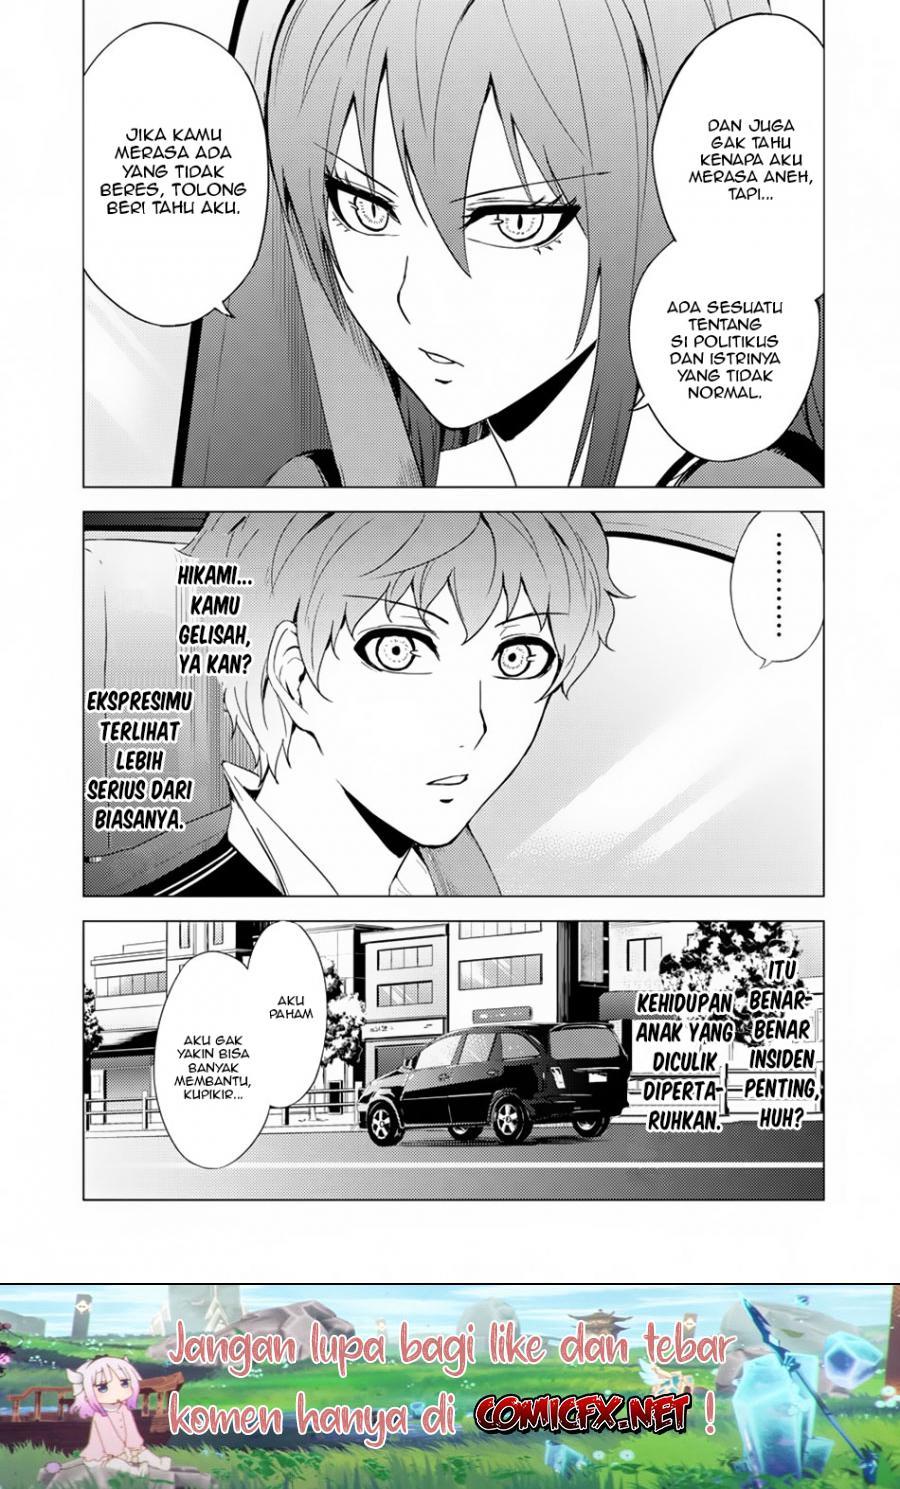 DAN JUGA
GAK TAHU
KENAPA AKU
MERASA ANEH,
TAPI...
ADA SESUATU
TENTANG
SI POLITIKUS
DAN ISTRINYA
YANG TIDAK
NORMAL.
JIKA KAMU
MERASA ADA
YANG TIDAK
BERES, TOLONG
BERI TAHU AKU.
..........
HIKAMI...
KAMU
GELISAH,
YA KAN?
EKSPRESIMU
TERLIHAT
LEBIH
SERIUS DARI
BIASANYA.
ITU
BENAR-
BENAR
INSIDEN
PENTING,
HUH?
KEHIDUPAN
ANAK YANG
DICULIK
DIPERTA-
RUHKAN.
AKU
PAHAM
AKU GAK
YAKIN BISA
BANYAK
MEMBANTU,
KUPIKIR...
Jangan lupa bagi like dan tebar
komen hanya di COMICFX.NET !